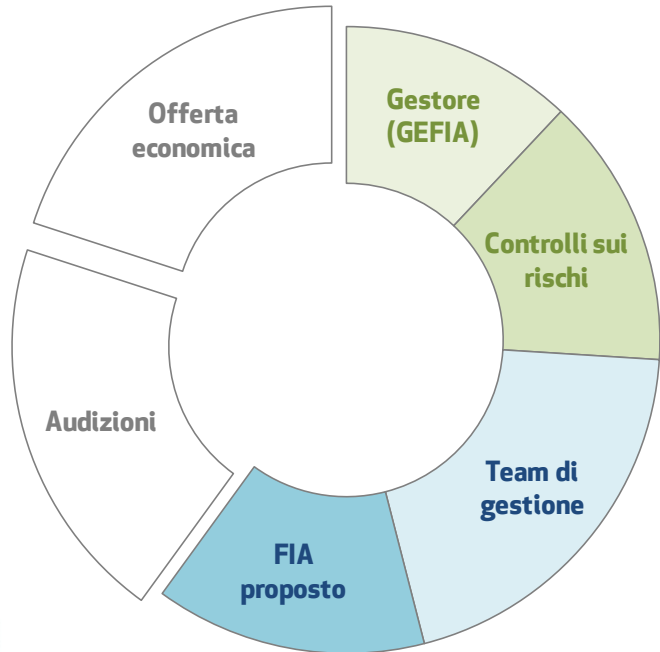 Offerta
economica
Gestore
(GEFIA)
Controlli sui
rischi
Team di
gestione
FIA
proposto
Audizioni